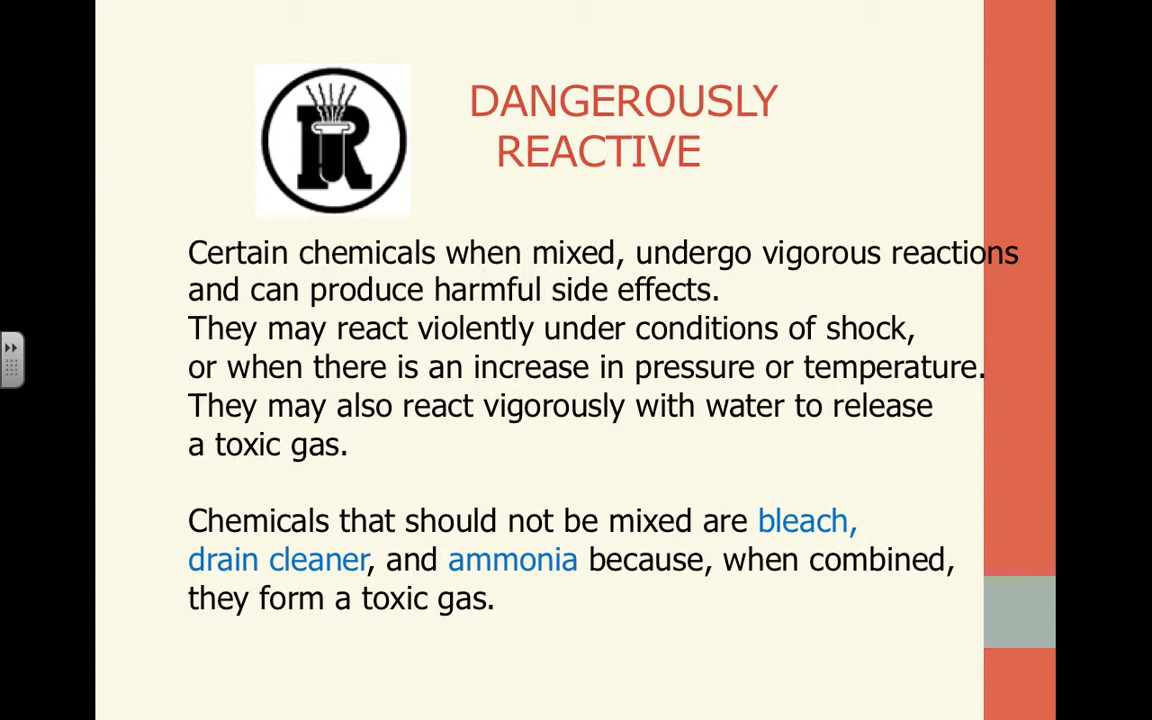 R
DANGEROUSLY
REACTIVE
Certain chemicals when mixed, undergo vigorous reactions
and can produce harmful side effects.
They may react violently under conditions of shock,
or when there is an increase in pressure or temperature.
They may also react vigorously with water to release
a toxic gas.
Chemicals that should not be mixed are bleach,
drain cleaner, and ammonia because, when combined,
they form a toxic gas.